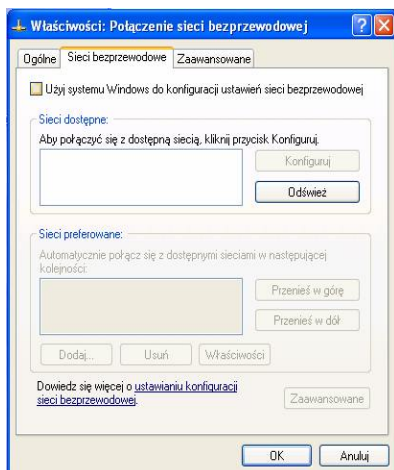 Właściwości: Połączenie sieci bezprzewodowej
Ogólne Sieci bezprzewodowe Zaawansowane
Użyj systemu Windows do konfiguracji ustawień sieci bezprzewodowej
Sieci dostępne:
Aby połączyć się z dostępną siecią, kliknij przycisk Konfiguruj.
Konfiguruj
Odśwież
Sieci preferowane:
Automatycznie połącz się z dostępnymi sieciami w następującej
kolejności:
Przenieś w górę
Przenieś w dół
Dodaj... Usuń Właściwości
Dowiedz się więcej o ustawianiu konfiguracji
sieci bezprzewodowej.
Zaawansowane
OK Anuluj